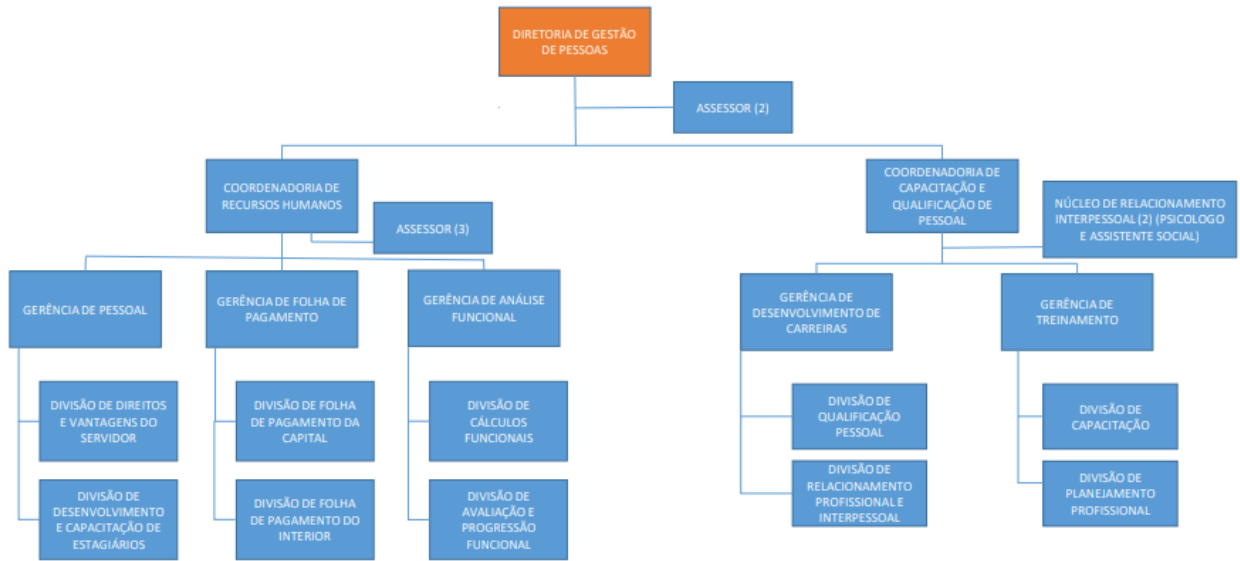 DIRETORIA DE GESTÃO
DE PESSOAS
ASSESSOR (2)
COORDENADORIA DE
RECURSOS HUMANOS
ASSESSOR (3)
COORDENADORIA DE
CAPACITAÇÃO E
QUALIFICAÇÃO DE
PESSOAL
NÚCLEO DE RELACIONAMENTO
INTERPESSOAL (2) (PSICOLOGO
E ASSISTENTE SOCIAL)
GERÊNCIA DE PESSOAL
GERÊNCIA DE FOLHA DE
PAGAMENTO
GERÊNCIA DE ANÁLISE
FUNCIONAL
GERÊNCIA DE
DESENVOLVIMENTO DE
CARREIRAS
GERÊNCIA DE
TREINAMENTO
DIVISÃO DE DIREITOS
E VANTAGENS DO
SERVIDOR
DIVISÃO DE FOLHA
DE PAGAMENTO DA
CAPITAL
DIVISÃO DE
CÁLCULOS
FUNCIONAIS
DIVISÃO DE
QUALIFICAÇÃO
PESSOAL
DIVISÃO DE
CAPACITAÇÃO
DIVISÃO DE
DESENVOLVIMENTO
E CAPACITAÇÃO DE
ESTAGIÁRIOS
DIVISÃO DE FOLHA
DE PAGAMENTO DO
INTERIOR
DIVISÃO DE
AVALIAÇÃO E
PROGRESSÃO
FUNCIONAL
DIVISÃO DE
RELACIONAMENTO
PROFISSIONAL E
INTERPESSOAL
DIVISÃO DE
PLANEJAMENTO
PROFISSIONAL